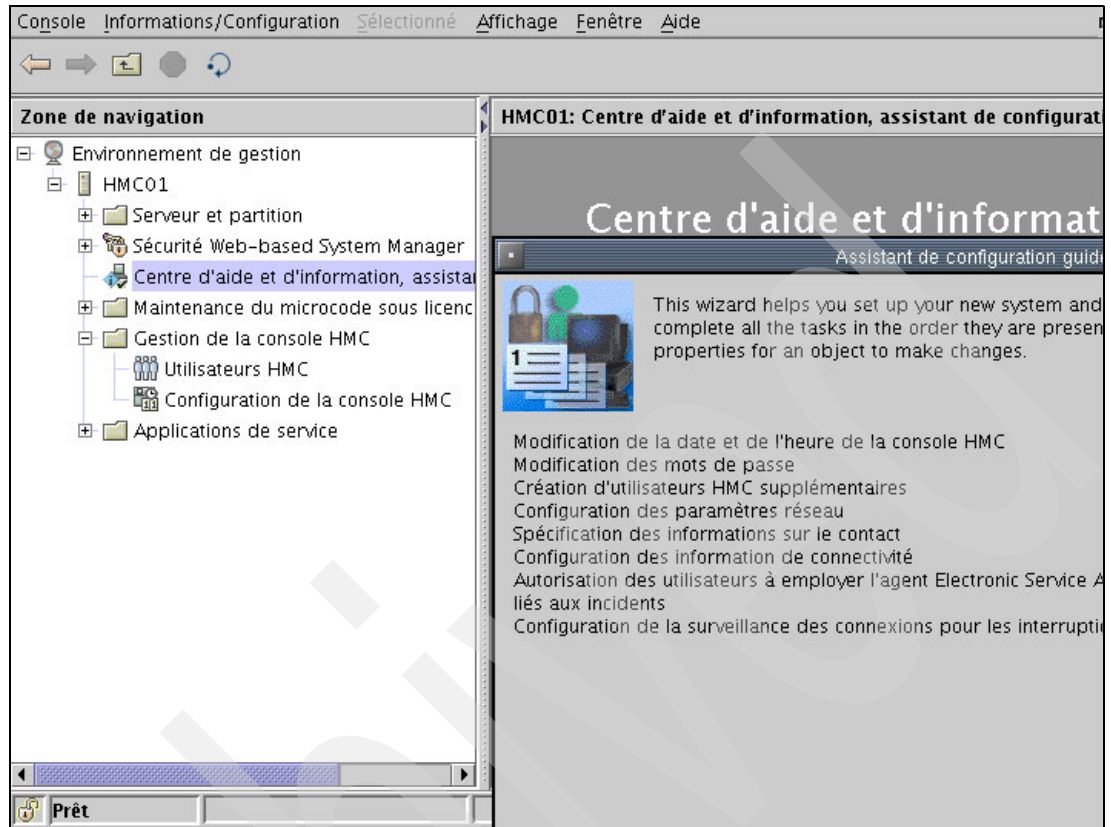 Console Informations/Configuration Sélectionné Affichage Fenêtre Aide
Zone de navigation
Environnement de gestion
HMC01
Serveur et partition
Sécurité Web-based System Manager
Centre d'aide et d'information, assista
Maintenance du microcode sous licenc
Gestion de la console HMC
Utilisateurs HMC
Configuration de la console HMC
Applications de service
Prêt
HMC01: Centre d'aide et d'information, assistant de configurati
Centre d'aide et d'informat
Assistant de configuration guid
This wizard helps you set up your new system and
complete all the tasks in the order they are presen
properties for an object to make changes.
1
Modification de la date et de l'heure de la console HMC
Modification des mots de passe
Création d'utilisateurs HMC supplémentaires
Configuration des paramètres réseau
Spécification des informations sur le contact
Configuration des information de connectivité
Autorisation des utilisateurs à employer l'agent Electronic Service A
liés aux incidents
Configuration de la surveillance des connexions pour les interrupti